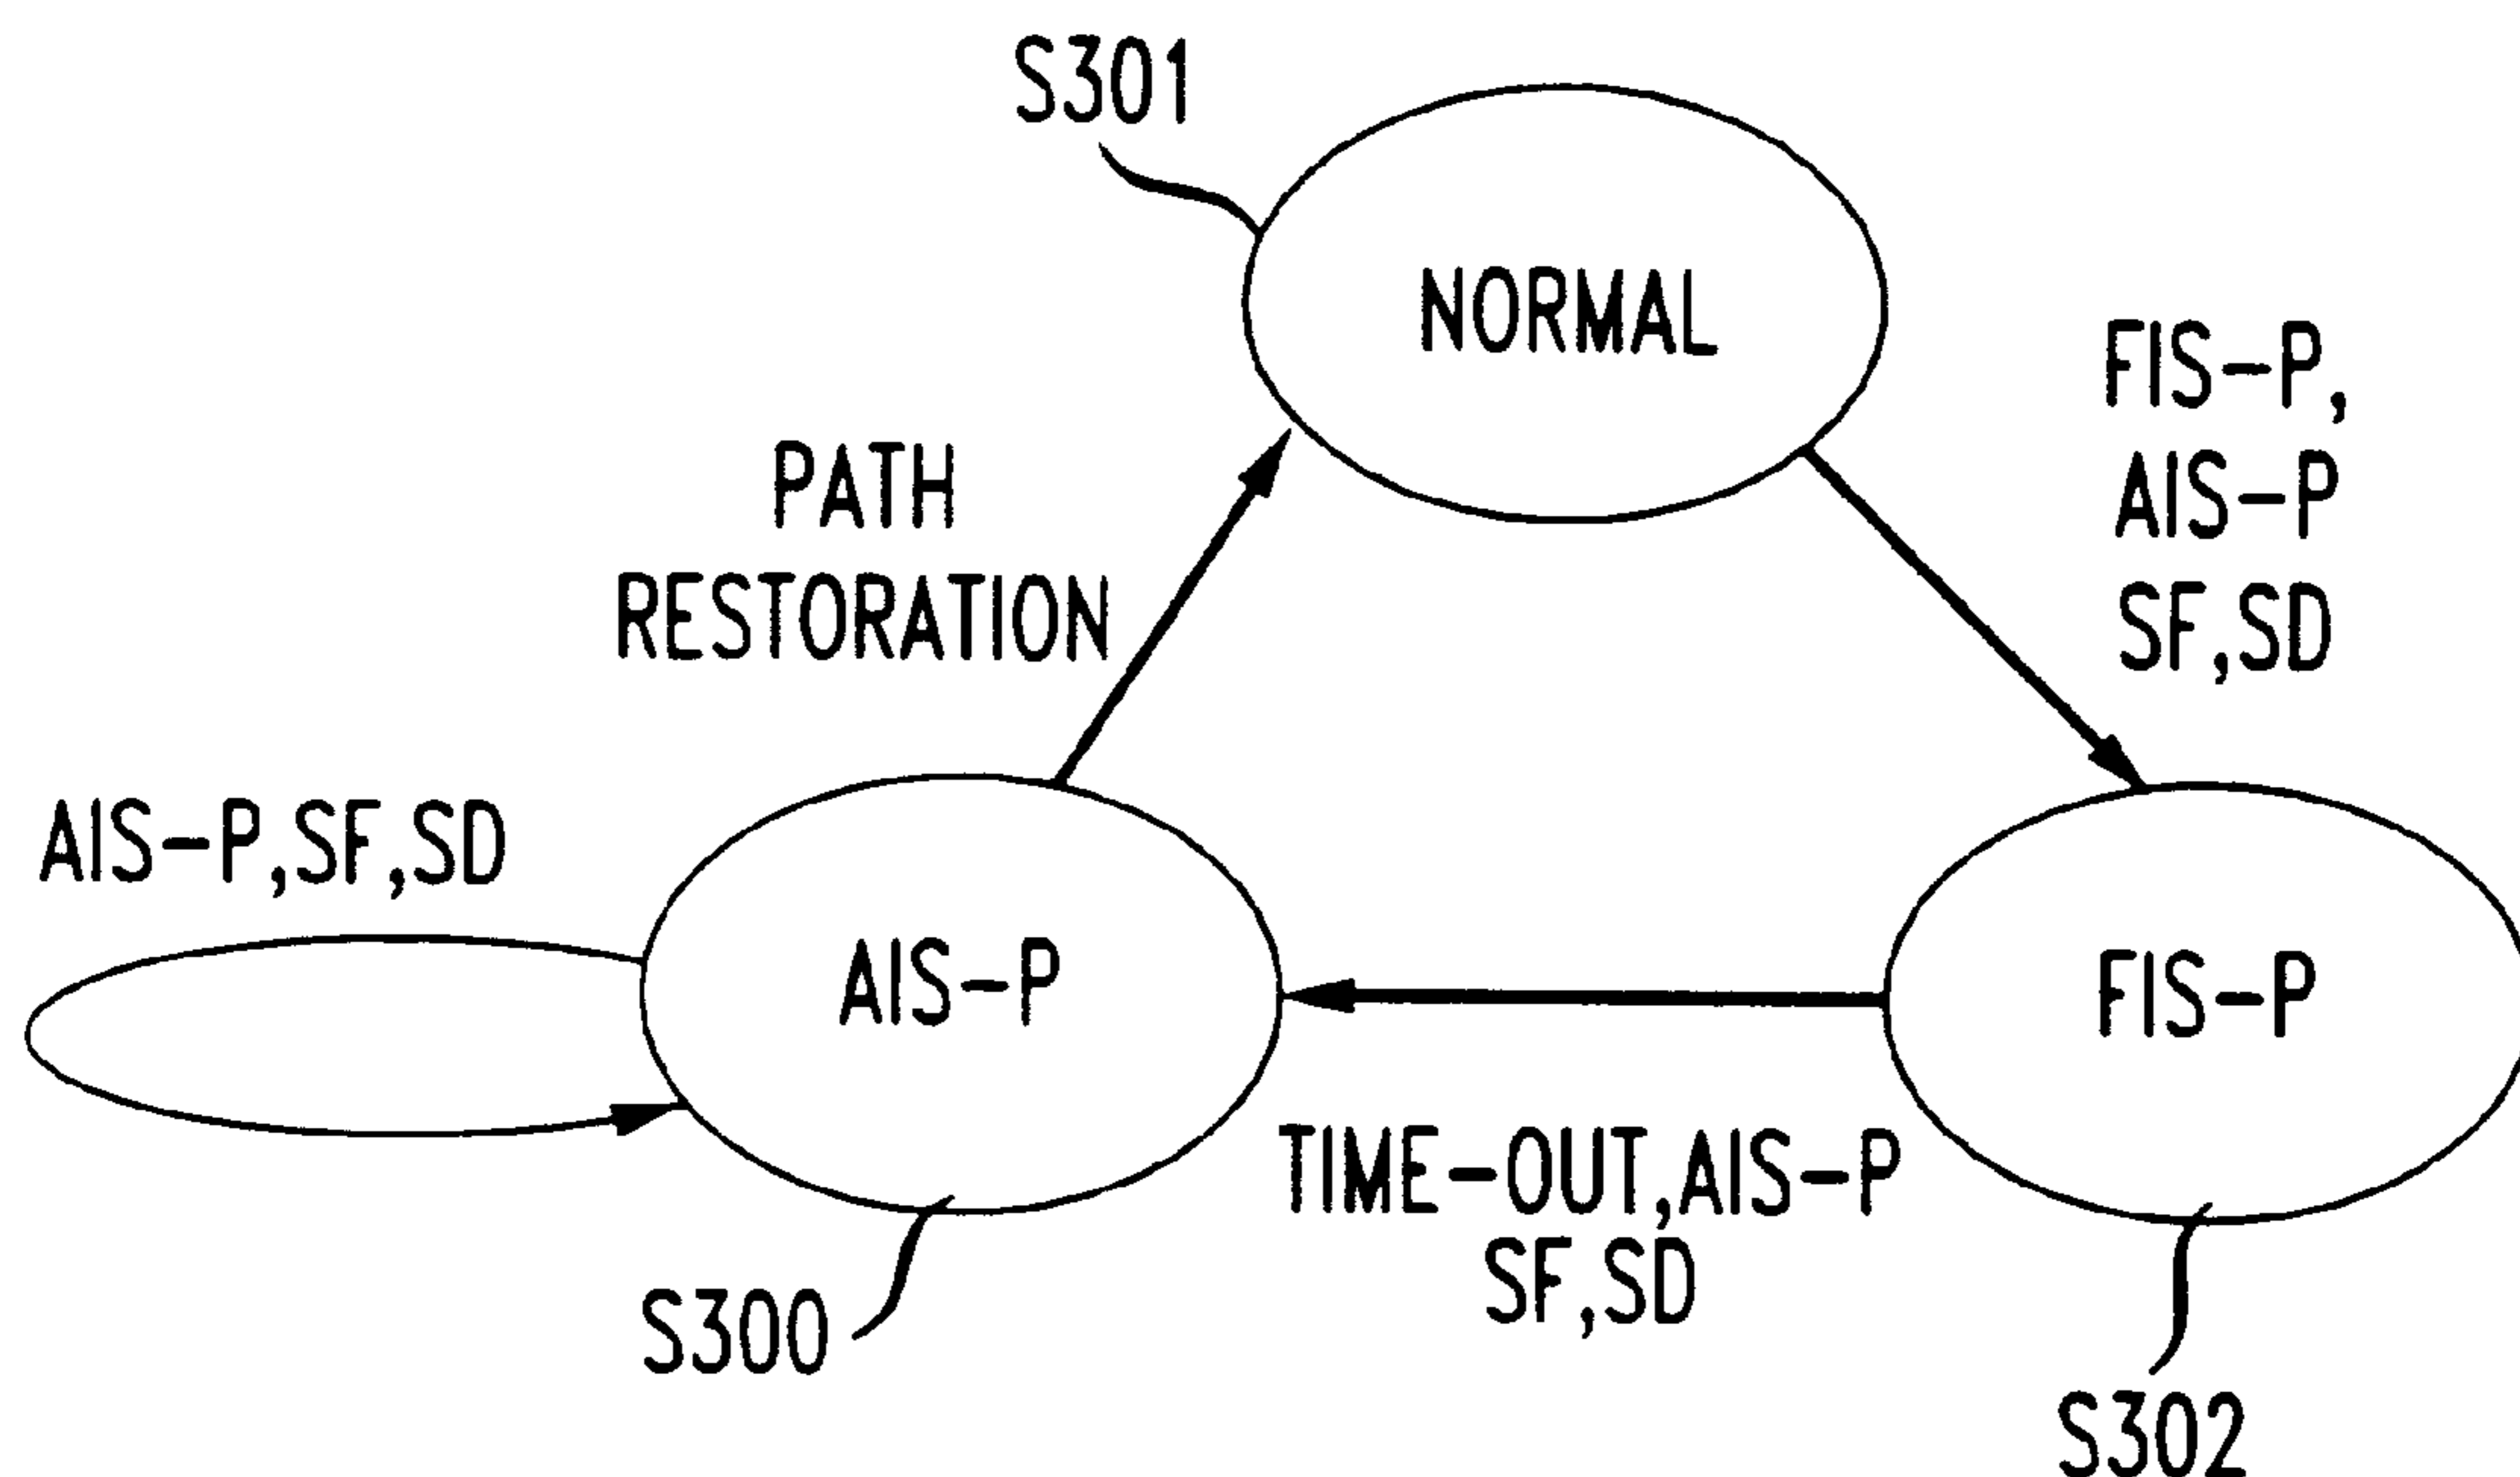 S301
NORMAL
FIS-P,
AIS-P
SF,SD
PATH
RESTORATION
AIS-P,SF,SD
AIS-P
FIS-P
TIME-OUT,AIS-P
SF,SD
S300
S302